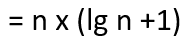 = n x (lg n +1)